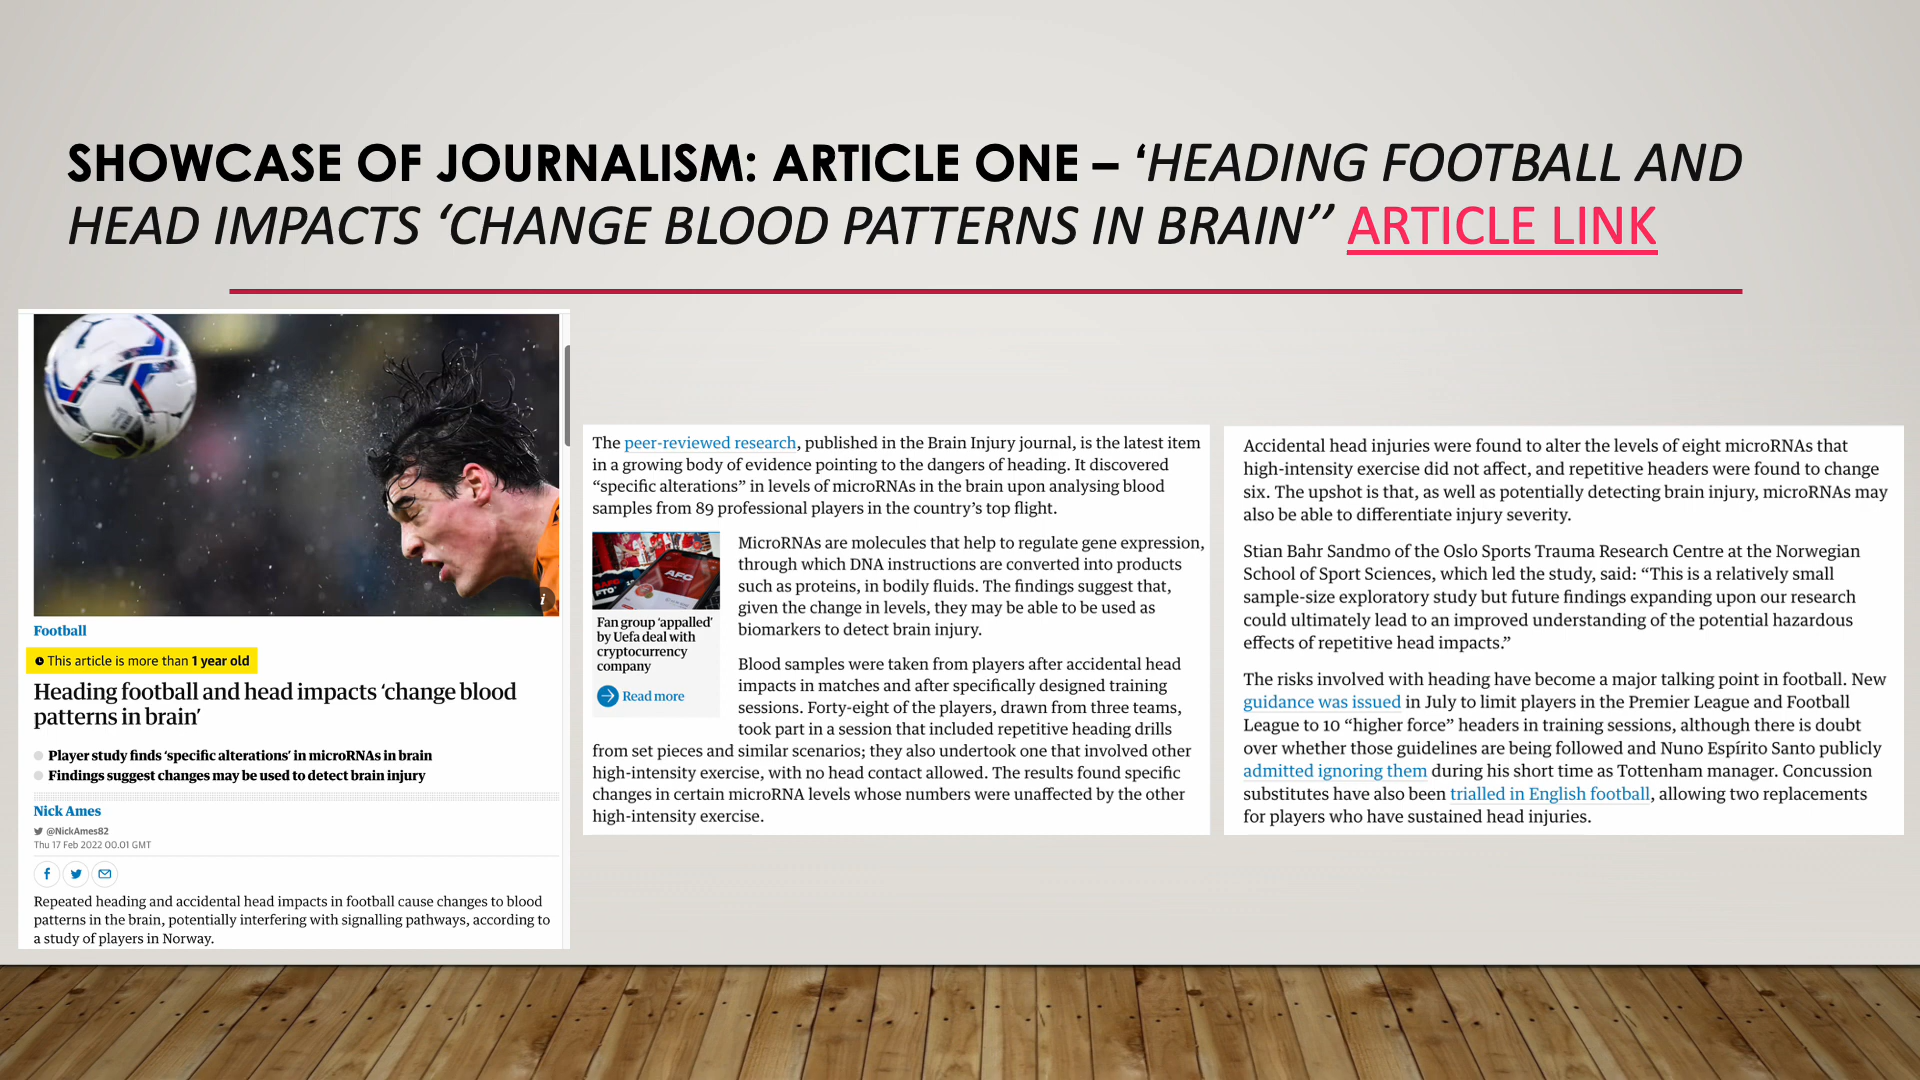 SHOWCASE OF JOURNALISM: ARTICLE ONE – ‘HEADING FOOTBALL AND
HEAD IMPACTS ‘CHANGE BLOOD PATTERNS IN BRAIN’’ ARTICLE LINK
Football
This article is more than 1 year old
Heading football and head impacts ‘change blood
patterns in brain’
Player study finds ‘specific alterations’ in microRNAs in brain
Findings suggest changes may be used to detect brain injury
Nick Ames
@NickAmes82
Thu 17 Feb 2022 00.01 GMT
Repeated heading and accidental head impacts in football cause changes to blood
patterns in the brain, potentially interfering with signalling pathways, according to
a study of players in Norway.
The peer-reviewed research, published in the Brain Injury journal, is the latest item
in a growing body of evidence pointing to the dangers of heading. It discovered
“specific alterations” in levels of microRNAs in the brain upon analysing blood
samples from 89 professional players in the country’s top flight.
AFC
Fan group ‘appalled’
by Uefa deal with
cryptocurrency
company
Read more
MicroRNAs are molecules that help to regulate gene expression,
through which DNA instructions are converted into products
such as proteins, in bodily fluids. The findings suggest that,
given the change in levels, they may be able to be used as
biomarkers to detect brain injury.
Blood samples were taken from players after accidental head
impacts in matches and after specifically designed training
sessions. Forty-eight of the players, drawn from three teams,
took part in a session that included repetitive heading drills
from set pieces and similar scenarios; they also undertook one that involved other
high-intensity exercise, with no head contact allowed. The results found specific
changes in certain microRNA levels whose numbers were unaffected by the other
high-intensity exercise.
Accidental head injuries were found to alter the levels of eight microRNAs that
high-intensity exercise did not affect, and repetitive headers were found to change
six. The upshot is that, as well as potentially detecting brain injury, microRNAs may
also be able to differentiate injury severity.
Stian Bahr Sandmo of the Oslo Sports Trauma Research Centre at the Norwegian
School of Sport Sciences, which led the study, said: “This is a relatively small
sample-size exploratory study but future findings expanding upon our research
could ultimately lead to an improved understanding of the potential hazardous
effects of repetitive head impacts.”
The risks involved with heading have become a major talking point in football. New
guidance was issued in July to limit players in the Premier League and Football
League to 10 “higher force” headers in training sessions, although there is doubt
over whether those guidelines are being followed and Nuno Espírito Santo publicly
admitted ignoring them during his short time as Tottenham manager. Concussion
substitutes have also been trialled in English football, allowing two replacements
for players who have sustained head injuries.